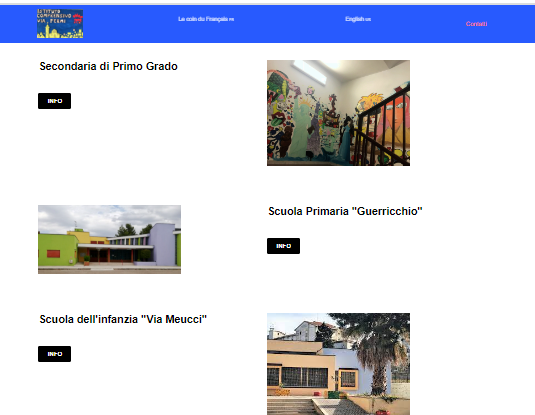 ISTITUTO
COMPRENSIVO
VIA FERMI
Le coin du Français
English
Contatti
Secondaria di Primo Grado
INFO
Scuola Primaria "Guerricchio"
INFO
Scuola dell'infanzia "Via Meucci"
INFO